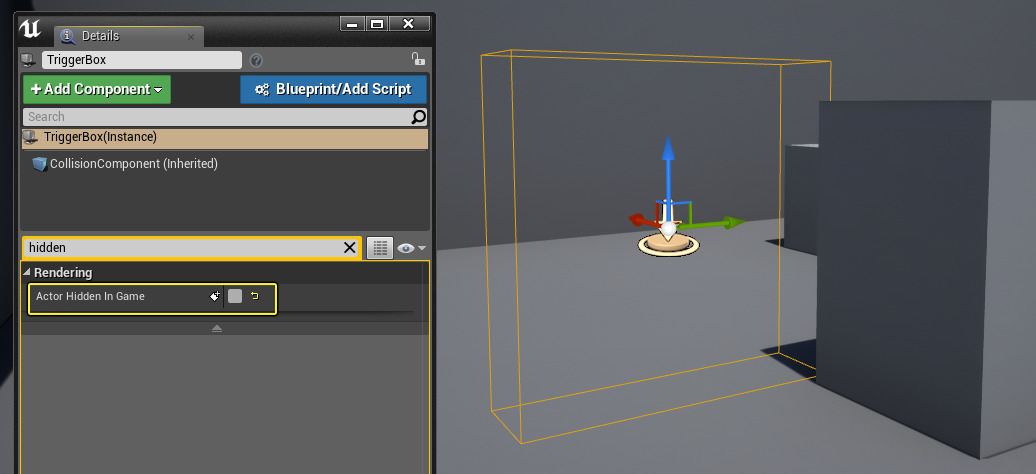 Details
TriggerBox
+Add Component
Blueprint/Add Script
Search
TriggerBox(Instance)
CollisionComponent (Inherited)
hidden
Rendering
Actor Hidden In Game